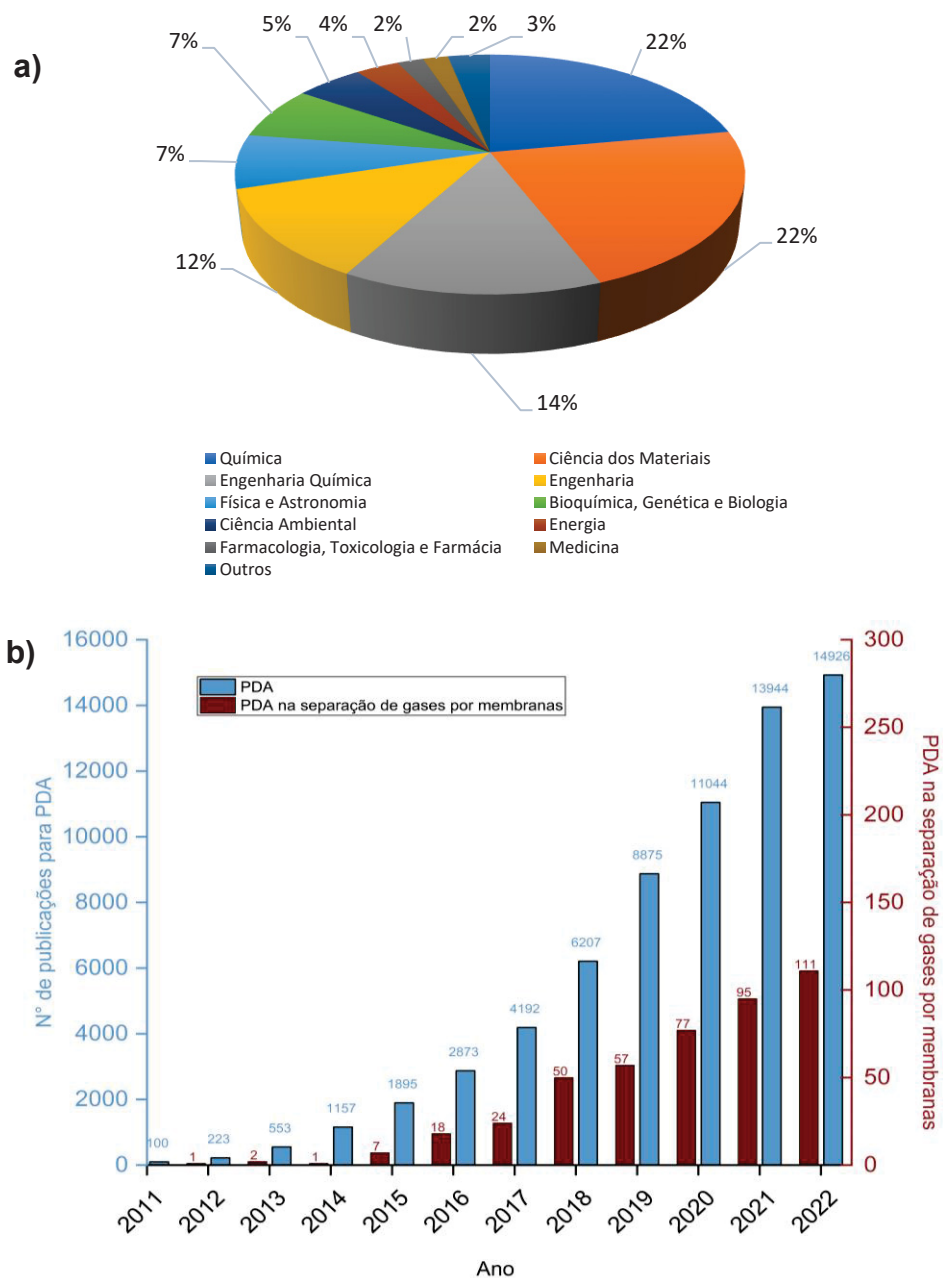 a)
7% 5% 4% 2% 2% 3% 22%
7%
22%
12%
14%
Química
Ciência dos Materiais
Engenharia Química
Engenharia
Física e Astronomia
Bioquímica, Genética e Biologia
Ciência Ambiental
Energia
Farmacologia, Toxicologia e Farmácia
Medicina
Outros
b)
N° de publicações para PDA
16000
14000
12000
10000
8000
6000
4000
2000
0
PDA
PDA na separação de gases por membranas
100
1
223
2
553
1
1157
7
1895
18
2873
24
4192
50
6207
57
8875
77
11044
95
13944
111
14926
300
250
200
150
100
50
0
PDA na separação de gases por membranas
2011 2012 2013 2014 2015 2016 2017 2018 2019 2020 2021 2022
Ano